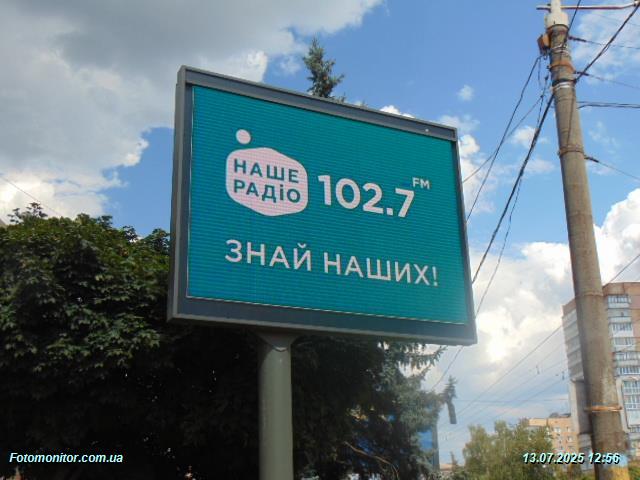 НАШЕ
РАДІО 102.7 FM
ЗНАЙ НАШИХ!
Fotomonitor.com.ua
13.07.2025 12:56